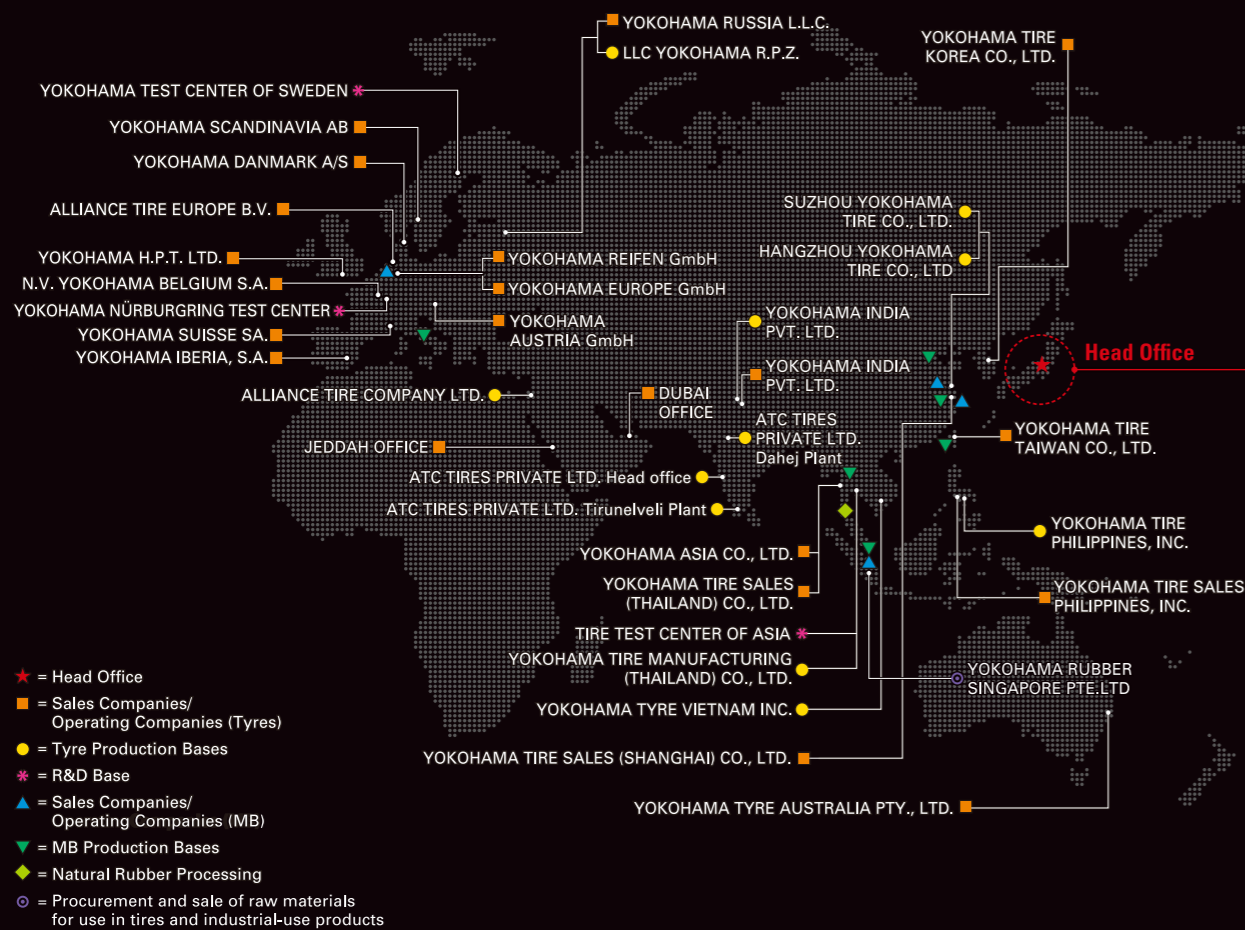 YOKOHAMA RUSSIA L.L.C.
LLC YOKOHAMA R.P.Z.
YOKOHAMA TIRE
KOREA CO., LTD.
YOKOHAMA TEST CENTER OF SWEDEN
YOKOHAMA SCANDINAVIA AB
YOKOHAMA DANMARK A/S
ALLIANCE TIRE EUROPE B.V.
SUZHOU YOKOHAMA
TIRE CO., LTD.
HANGZHOU YOKOHAMA
TIRE CO., LTD
YOKOHAMA H.P.T. LTD.
YOKOHAMA REIFEN GmbH
N.V. YOKOHAMA BELGIUM S.A.
YOKOHAMA EUROPE GmbH
YOKOHAMA NÜRBURGRING TEST CENTER
YOKOHAMA SUISSE SA.
YOKOHAMA
AUSTRIA GmbH
YOKOHAMA IBERIA, S.A.
YOKOHAMA INDIA
PVT. LTD.
Head Office
YOKOHAMA INDIA
PVT. LTD.
ALLIANCE TIRE COMPANY LTD.
DUBAI
OFFICE
ATC TIRES
PRIVATE LTD.
Dahej Plant
JEDDAH OFFICE
YOKOHAMA TIRE
TAIWAN CO., LTD.
ATC TIRES PRIVATE LTD. Head office
ATC TIRES PRIVATE LTD. Tirunelveli Plant
YOKOHAMA TIRE
PHILIPPINES, INC.
YOKOHAMA ASIA CO., LTD.
YOKOHAMA TIRE SALES
(THAILAND) CO., LTD.
YOKOHAMA TIRE SALES
PHILIPPINES, INC.
TIRE TEST CENTER OF ASIA
YOKOHAMA TIRE MANUFACTURING
(THAILAND) CO., LTD.
YOKOHAMA RUBBER
SINGAPORE PTE.LTD
YOKOHAMA TYRE VIETNAM INC.
YOKOHAMA TIRE SALES (SHANGHAI) CO., LTD.
YOKOHAMA TYRE AUSTRALIA PTY., LTD.
= Head Office
= Sales Companies/
Operating Companies (Tyres)
= Tyre Production Bases
= R&D Base
= Sales Companies/
Operating Companies (MB)
= MB Production Bases
= Natural Rubber Processing
= Procurement and sale of raw materials
for use in tires and industrial-use products